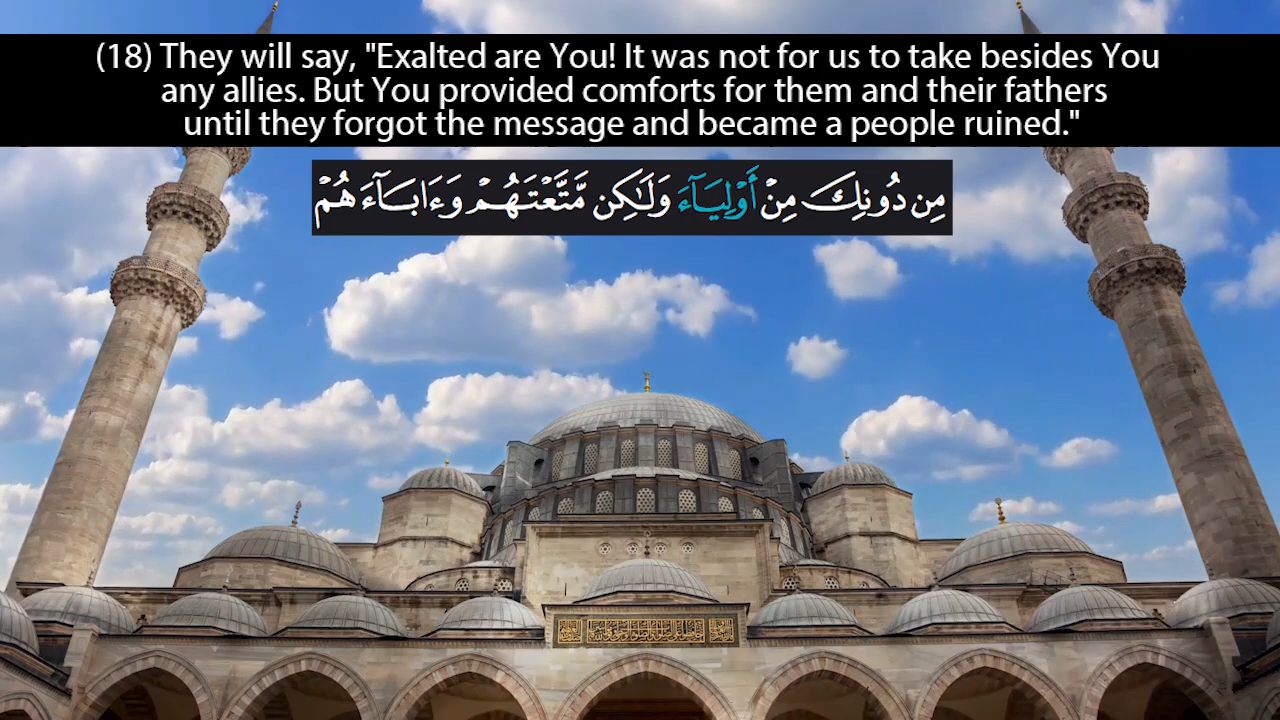 (18) They will say, "Exalted are You! It was not for us to take besides You
any allies. But You provided comforts for them and their fathers
until they forgot the message and became a people ruined."
مِن دُونِكَ مِنْ أَوْلِيَآءَ وَلَـٰكِن مَّتَّعْتَهُمْ وَءَابَآءَهُمْ